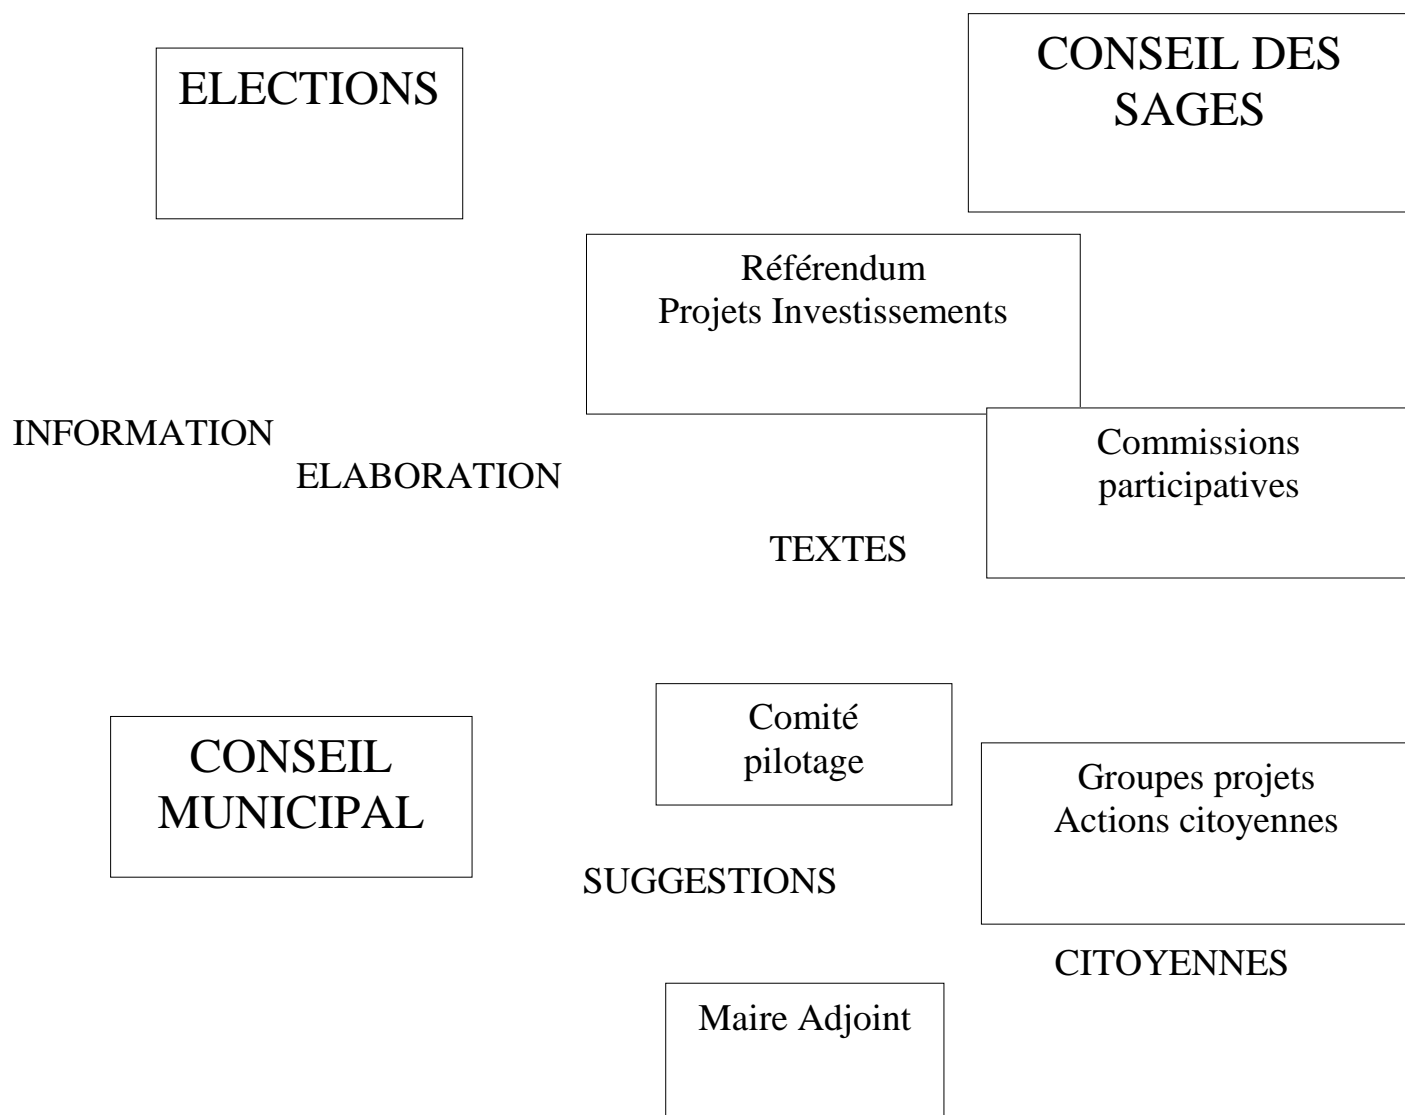 ELECTIONS
CONSEIL DES
SAGES
Référendum
Projets Investissements
INFORMATION
ELABORATION
Commissions
participatives
TEXTES
Comité
pilotage
CONSEIL
MUNICIPAL
Groupes projets
Actions citoyennes
SUGGESTIONS
CITOYENNES
Maire Adjoint